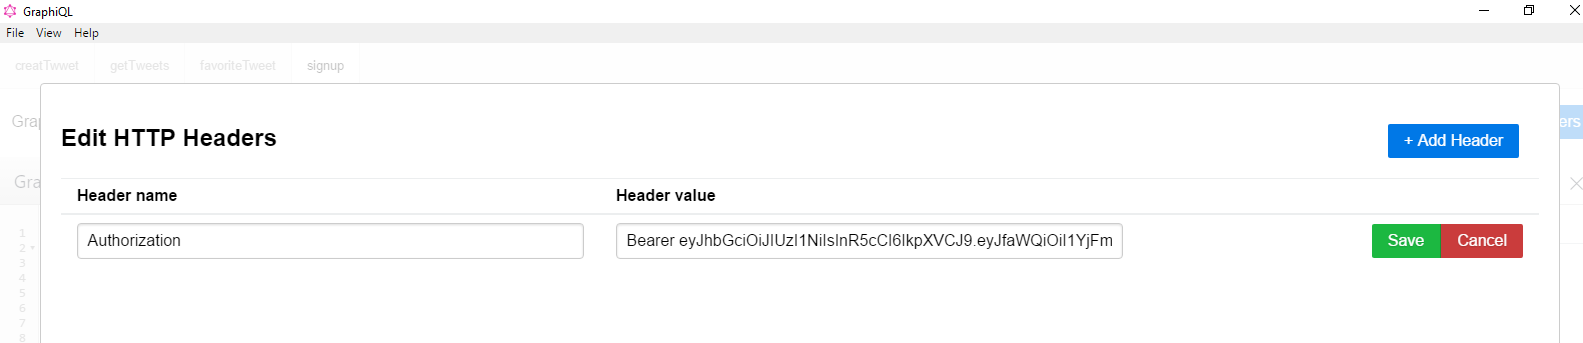 GraphiQL
File View Help
creatTwwet getTweets favoriteTweet signup
Grap
Edit HTTP Headers
+ Add Header
ers
Gra
Header name Header value
Authorization
Bearer eyJhbGciOiJIUzI1NiIsInR5cCI6IkpXVCJ9.eyJfaWQiOiI1YjFm
Save Cancel
1
2
3
4
5
6
7
8